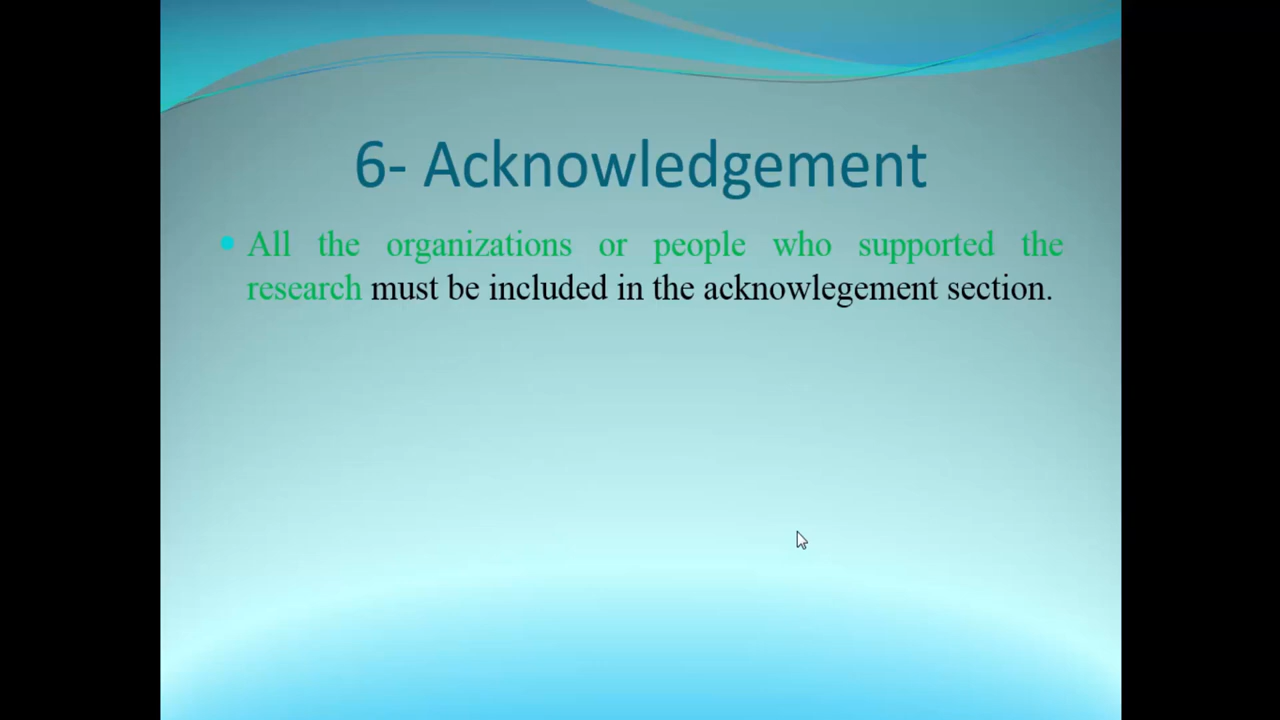 6- Acknowledgement
All the organizations or people who supported the
research must be included in the acknowlegement section.